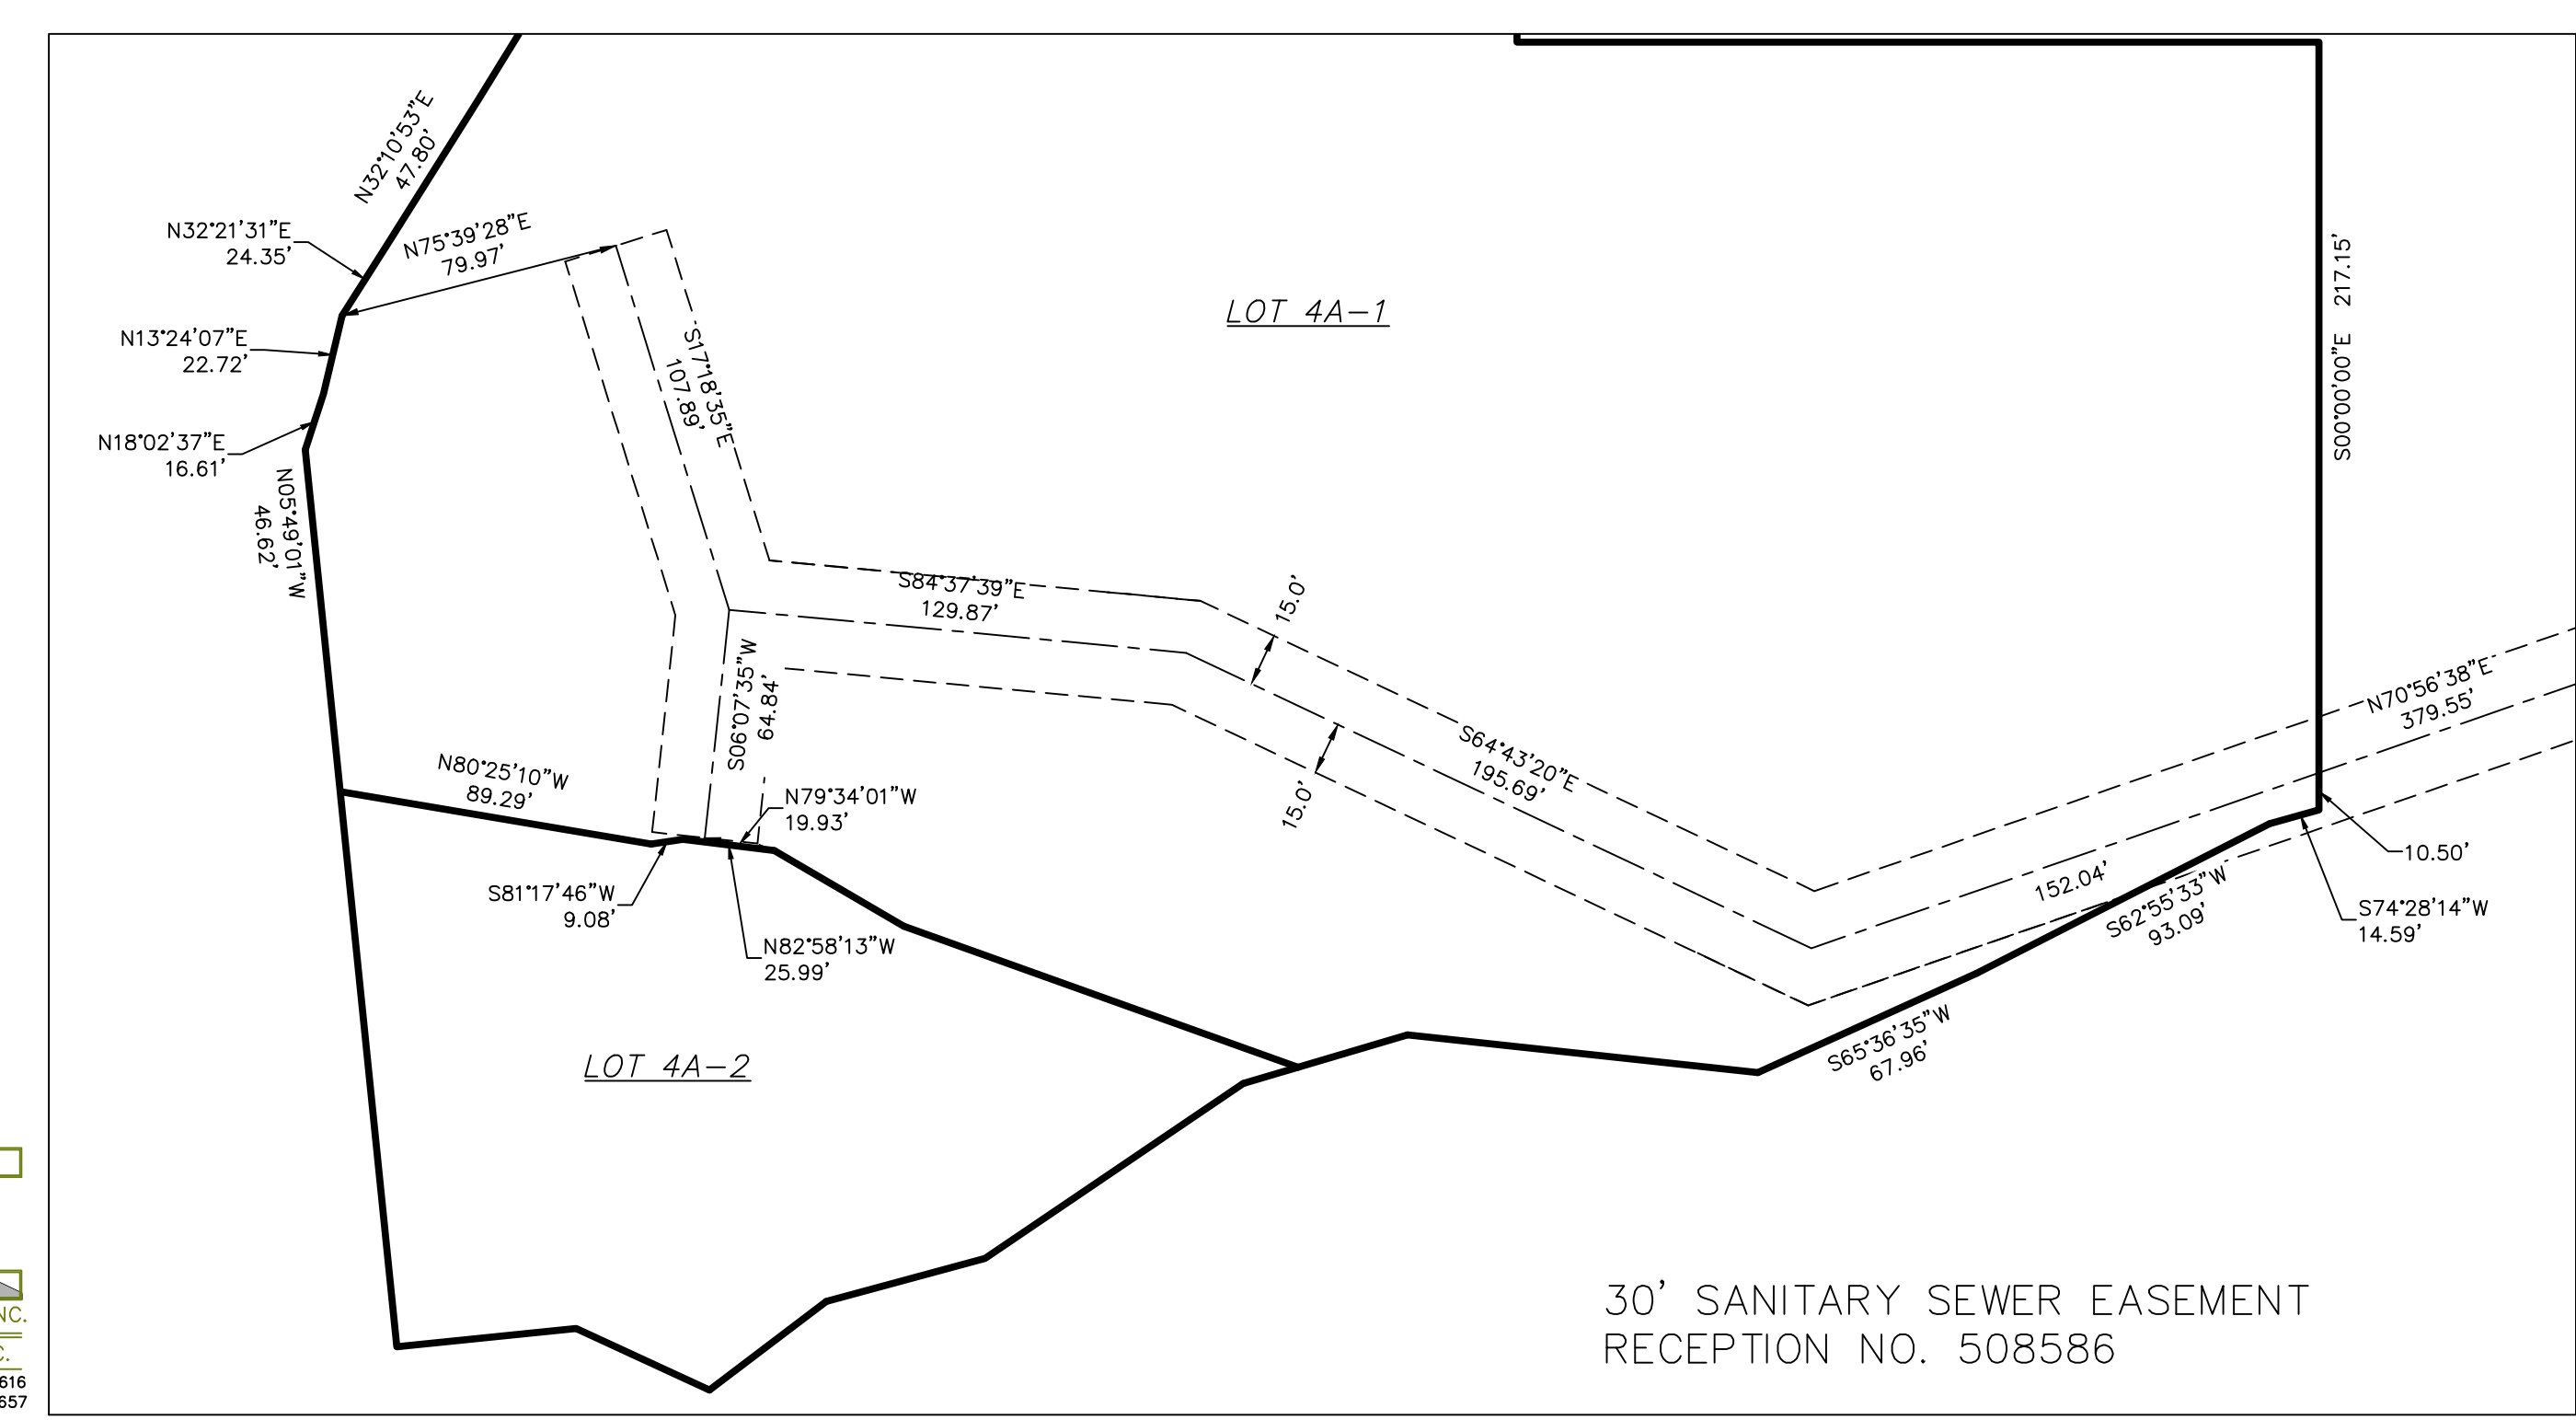 N32°10'53"E
47.80'
N32°21'31"E
24.35'
N75°39'28"E
79.97'
N13°24'07"E
22.72'
N18°02'37"E
16.61'
N05°49'01"W
46.62'
S17°18'35"E
107.89'
LOT 4A-1
S00°00'00"E 217.15'
S84°37'39"E
129.87'
15.0'
15.0'
S06°07'35"W
64.84'
S64°43'20"E
195.69'
N70°56'38"E
379.55'
N80°25'10"W
89.29'
N79°34'01"W
19.93'
S81°17'46"W
9.08'
N82°58'13"W
25.99'
152.04'
10.50'
S62°55'33"W
93.09'
S74°28'14"W
14.59'
S65°36'35"W
67.96'
LOT 4A-2
30' SANITARY SEWER EASEMENT
RECEPTION NO. 508586
NC.
C.
616
657